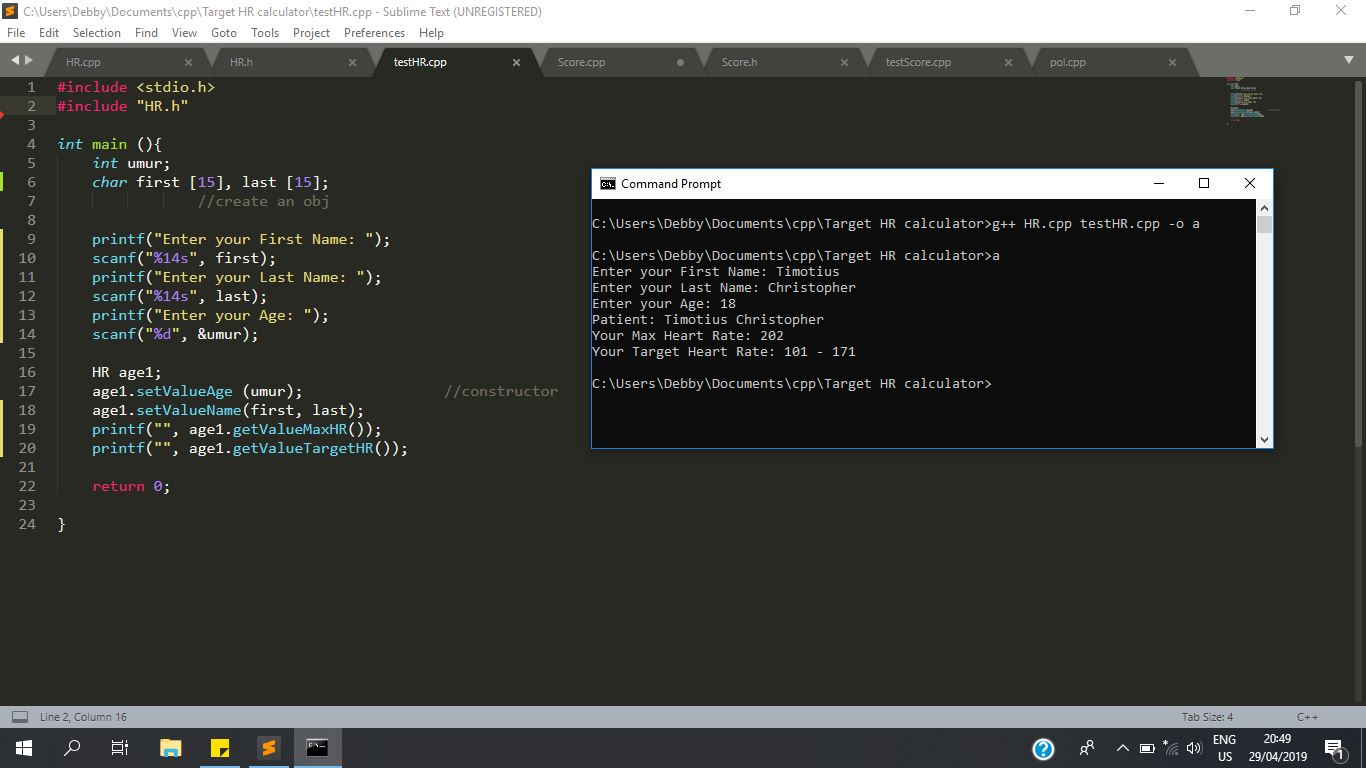 C:\Users\Debby\Documents\cpp\Target HR calculator\testHR.cpp - Sublime Text (UNREGISTERED)
File Edit Selection Find View Goto Tools Project Preferences Help
HR.cpp HR.h testHR.cpp Score.cpp Score.h testScore.cpp pol.cpp
1 #include <stdio.h>
2 #include "HR.h"
3
4 int main (){
5 int umur;
6 char first [15], last [15];
7 //create an obj
8
9 printf("Enter your First Name: ");
10 scanf("%14s", first);
11 printf("Enter your Last Name: ");
12 scanf("%14s", last);
13 printf("Enter your Age: ");
14 scanf("%d", &umur);
15
16 HR age1;
17 age1.setValueAge (umur); //constructor
18 age1.setValueName(first, last);
19 printf("", age1.getValueMaxHR());
20 printf("", age1.getValueTargetHR());
21
22 return 0;
23
24 }
Command Prompt
C:\Users\Debby\Documents\cpp\Target HR calculator>g++ HR.cpp testHR.cpp -o a
C:\Users\Debby\Documents\cpp\Target HR calculator>a
Enter your First Name: Timotius
Enter your Last Name: Christopher
Enter your Age: 18
Patient: Timotius Christopher
Your Max Heart Rate: 202
Your Target Heart Rate: 101 - 171
C:\Users\Debby\Documents\cpp\Target HR calculator>
Line 2, Column 16 Tab Size: 4 C++
ENG
US
20:49
29/04/2019
1